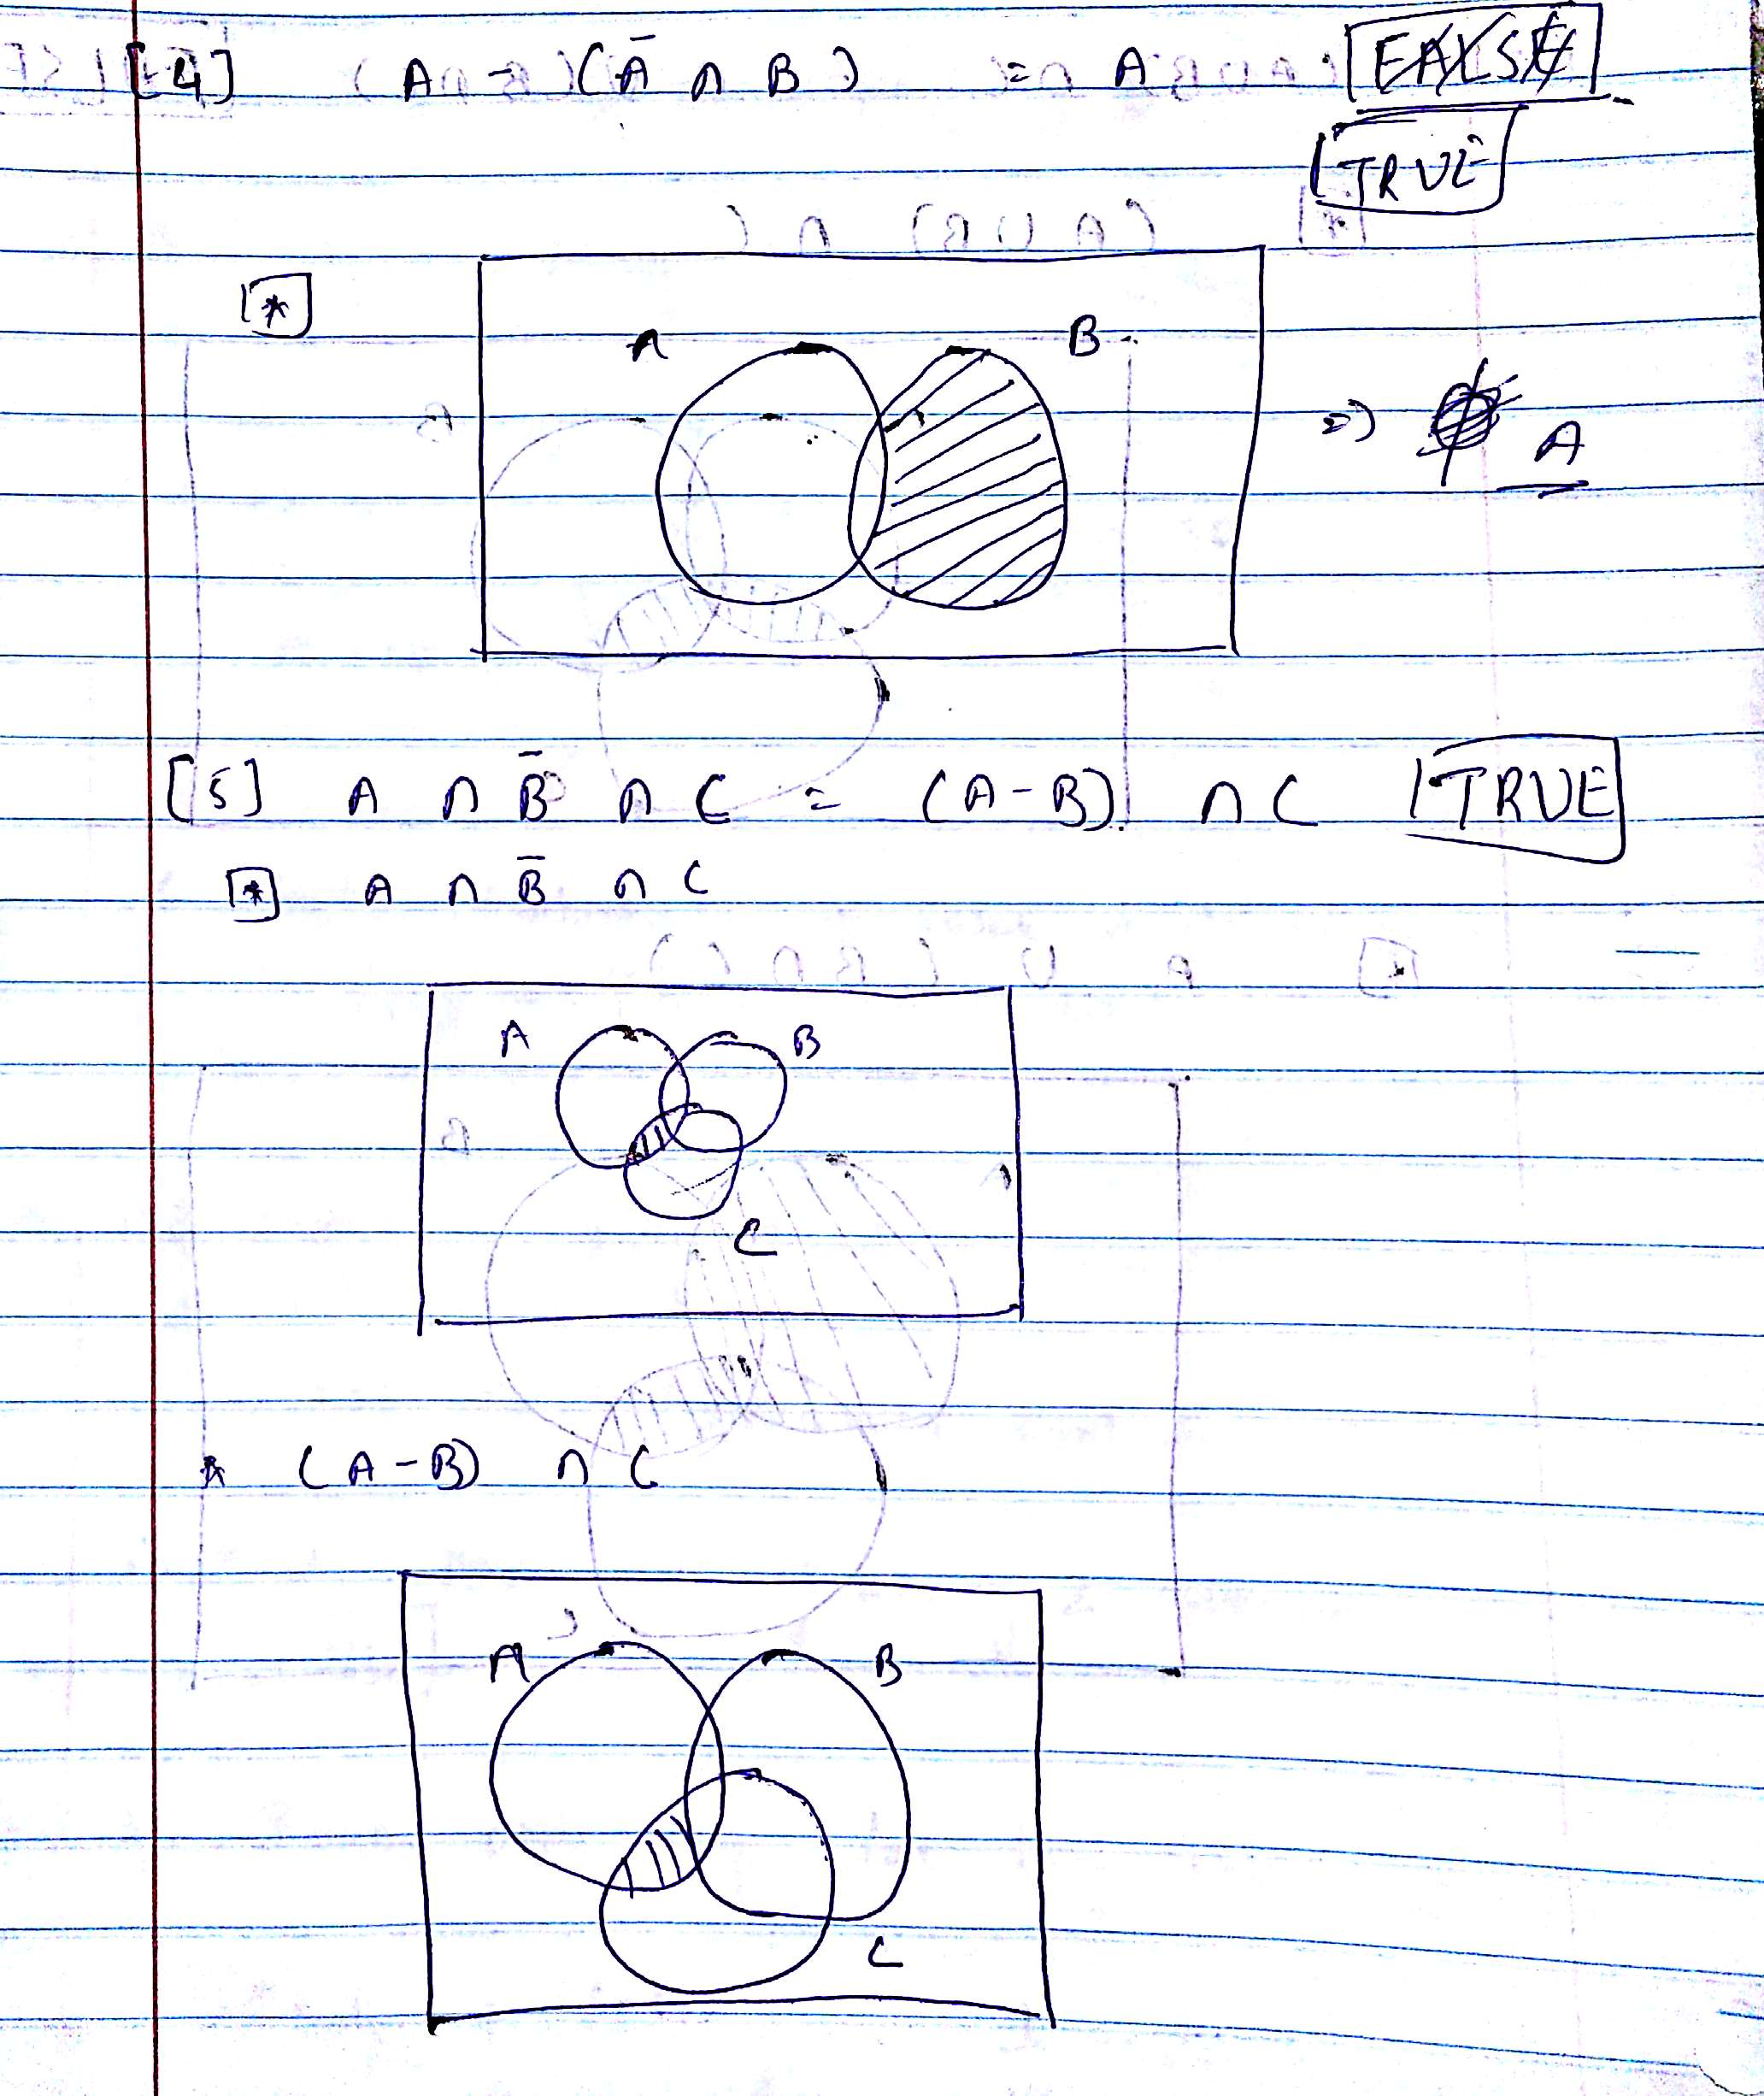 [4] A - (Ā ∩ B) = A FALSE
TRUE
*
A B
⇒ A
[5] A ∩ B̄ ∩ C = (A-B) ∩ C TRUE
* A ∩ B̄ ∩ C
A B
C
* (A-B) ∩ C
A B
C